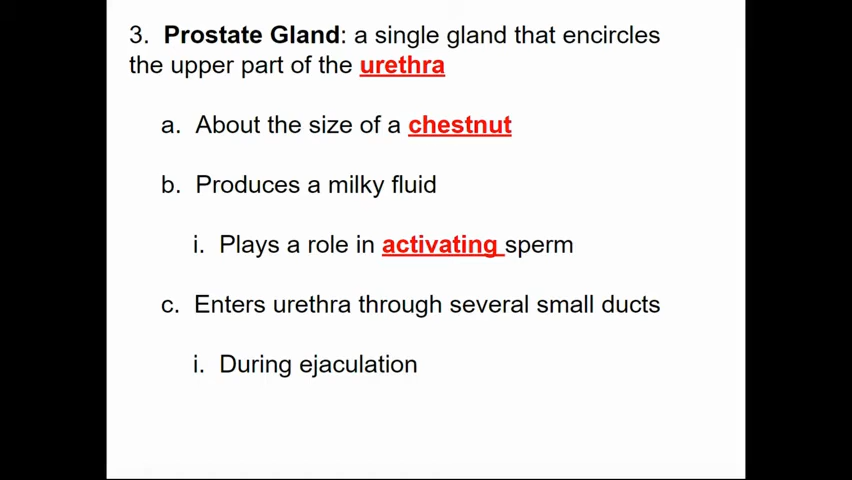 3. Prostate Gland: a single gland that encircles
the upper part of the urethra
a. About the size of a chestnut
b. Produces a milky fluid
i. Plays a role in activating sperm
c. Enters urethra through several small ducts
i. During ejaculation